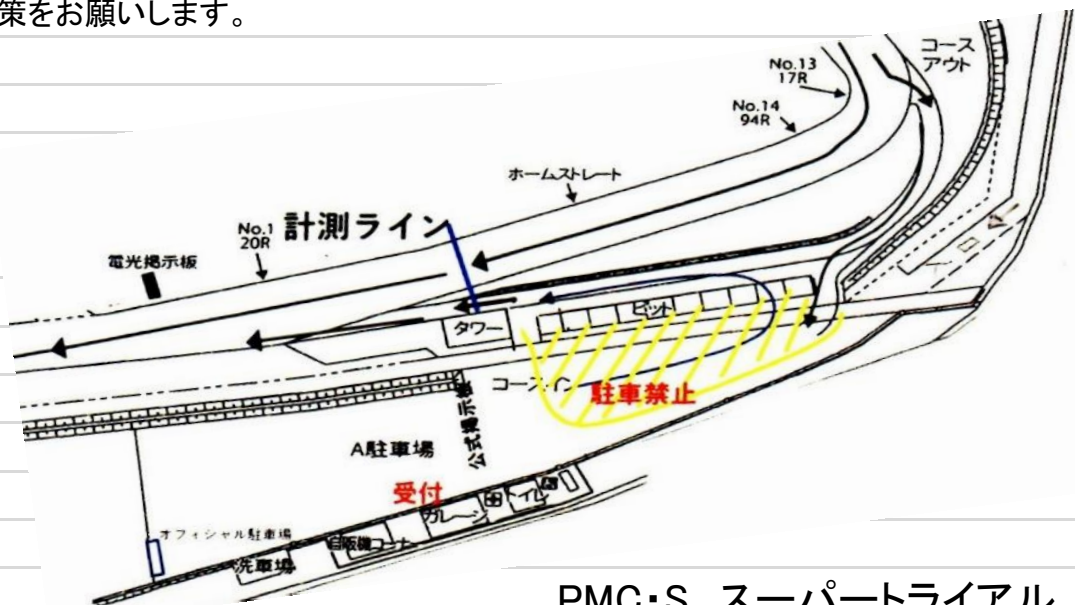 策をお願いします。
コース
アウト
No.13
17R
No.14
94R
ホームストレート
No.1
20R
計測ライン
電光掲示板
タワー
ピット
コースイン
駐車禁止
公式掲示板
A駐車場
受付
トイレ
ガレージ
オフィシャル駐車場
自販機コーナー
洗車場
PMC・S スーパートライアル